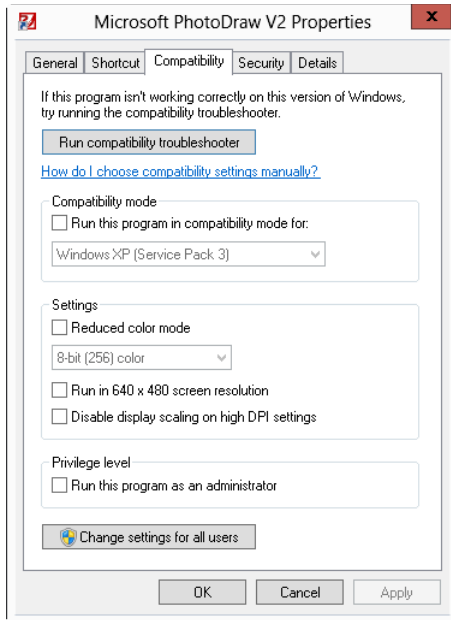 Microsoft PhotoDraw V2 Properties
x
General Shortcut Compatibility Security Details
If this program isn't working correctly on this version of Windows,
try running the compatibility troubleshooter.
Run compatibility troubleshooter
How do I choose compatibility settings manually?
Compatibility mode
Run this program in compatibility mode for:
Windows XP (Service Pack 3)
Settings
Reduced color mode
8-bit (256) color
Run in 640 x 480 screen resolution
Disable display scaling on high DPI settings
Privilege level
Run this program as an administrator
Change settings for all users
OK Cancel Apply